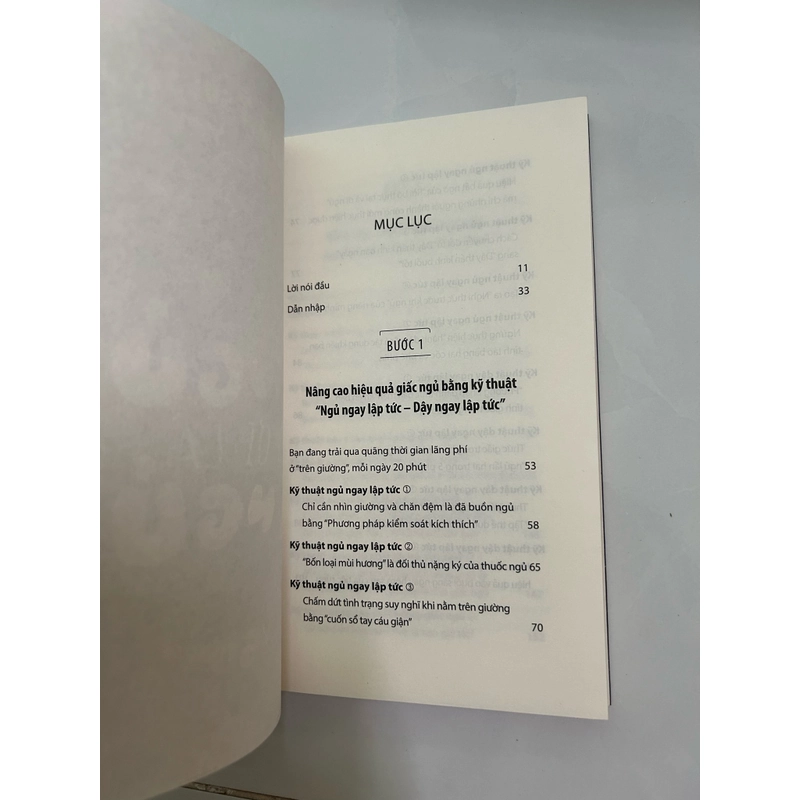 MỤC LỤC
Lời nói đầu 11
Dẫn nhập 33
BƯỚC 1
Nâng cao hiệu quả giấc ngủ bằng kỹ thuật
"Ngủ ngay lập tức – Dậy ngay lập tức"
Bạn đang trải qua quãng thời gian lãng phí
ở "trên giường", mỗi ngày 20 phút 53
Kỹ thuật ngủ ngay lập tức ①
Chỉ cần nhìn giường và chăn đệm là đã buồn ngủ
bằng "Phương pháp kiểm soát kích thích" 58
Kỹ thuật ngủ ngay lập tức ②
"Bốn loại mùi hương" là đối thủ nặng ký của thuốc ngủ 65
Kỹ thuật ngủ ngay lập tức ③
Chấm dứt tình trạng suy nghĩ khi nằm trên giường
bằng "cuốn sổ tay cáu giận" 70